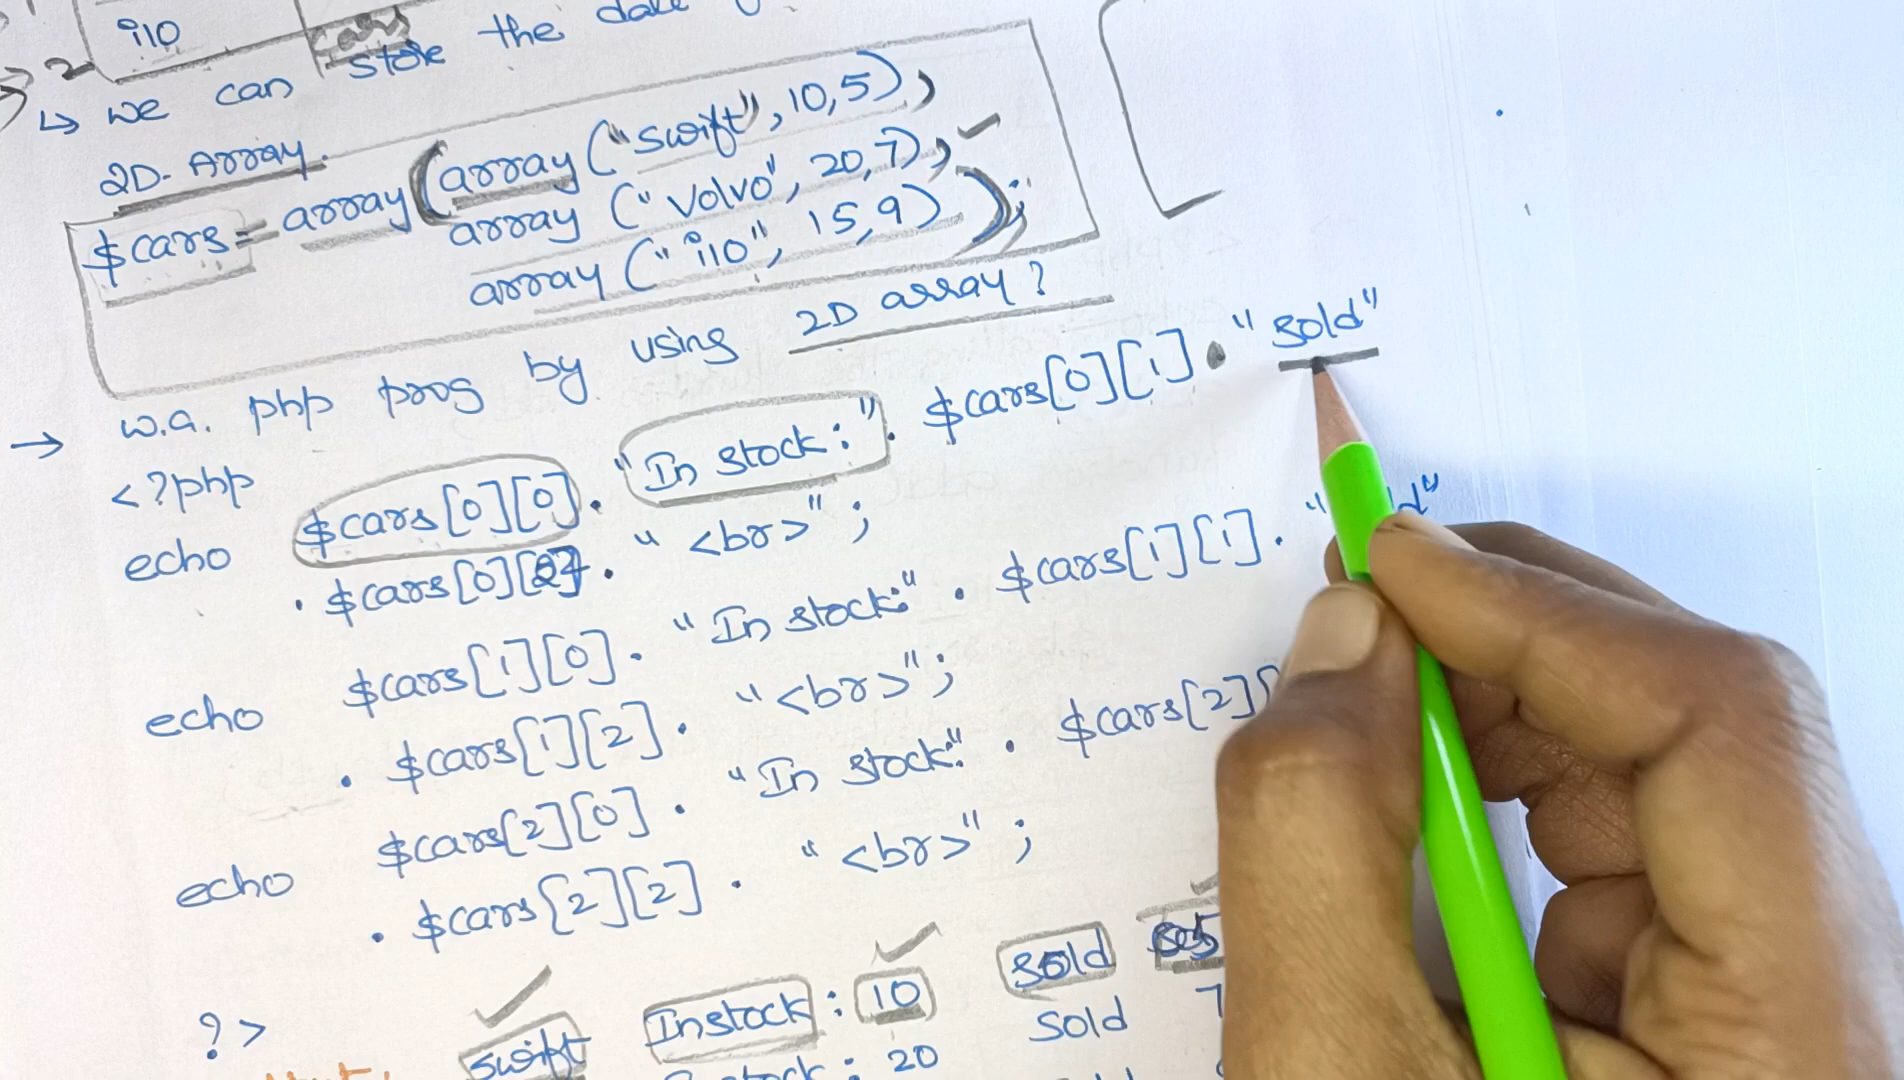 i10
2
cars
↳ we can store the
2D-Array.
$cars = array(array("swift", 10,5),
array ("Volvo", 20,7),
array ("i10", 15,9));
→ w.a. php prog by using 2D array?
<?php
echo $cars[0][0]. "In stock:". $cars[0][1]. "sold"
. $cars[0][2]. "<br>";
echo $cars[1][0]. "In stock:" . $cars[1][1].
. $cars[1][2]. "<br>";
echo $cars[2][0]. "In stock:" . $cars[2]
. $cars[2][2]. "<br>";
?>
swift Instock : 10 sold
: 20 sold 7